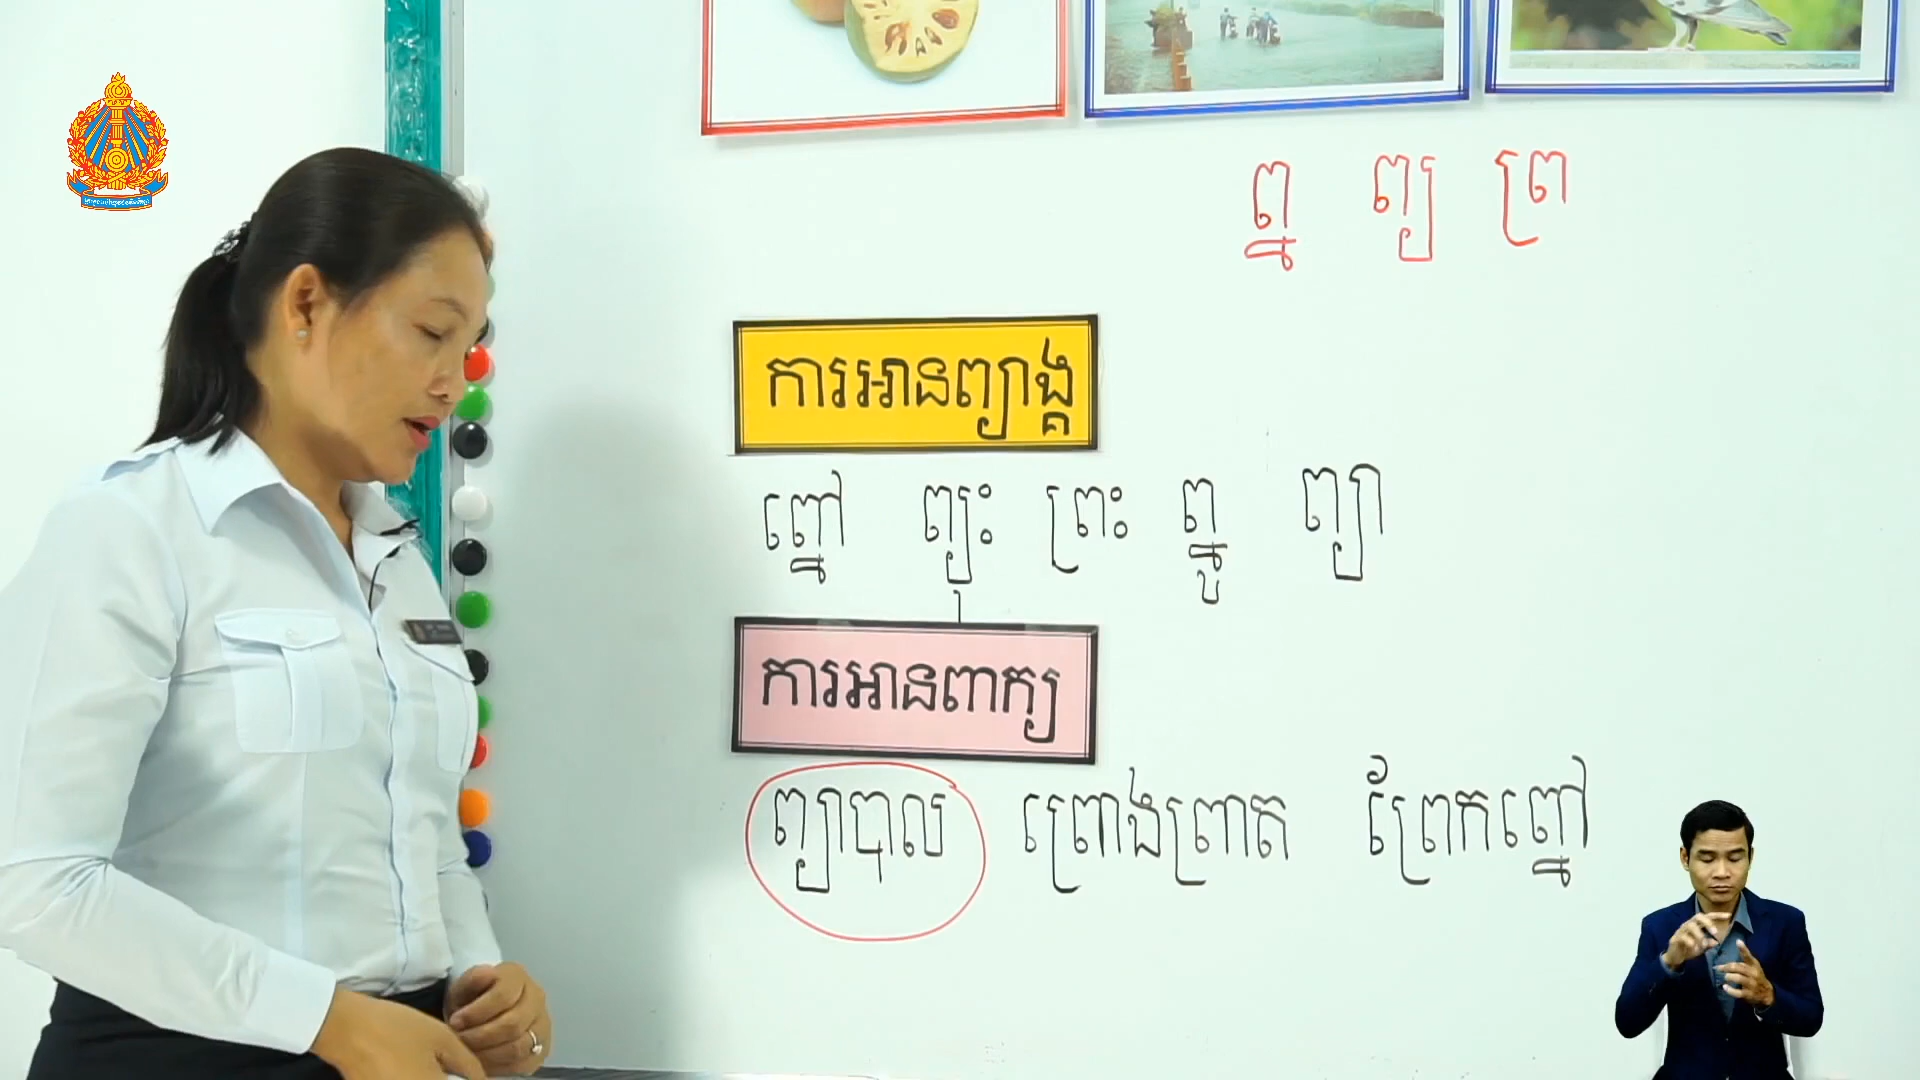 ព្ន ព្យ ព្រ
ការអានព្យាង្គ
ព្នៅ ព្យុះ ព្រះ ព្នូ ព្យា
ការអានពាក្យ
ព្យាបាល ព្រោងព្រាត ព្រែកព្នៅ